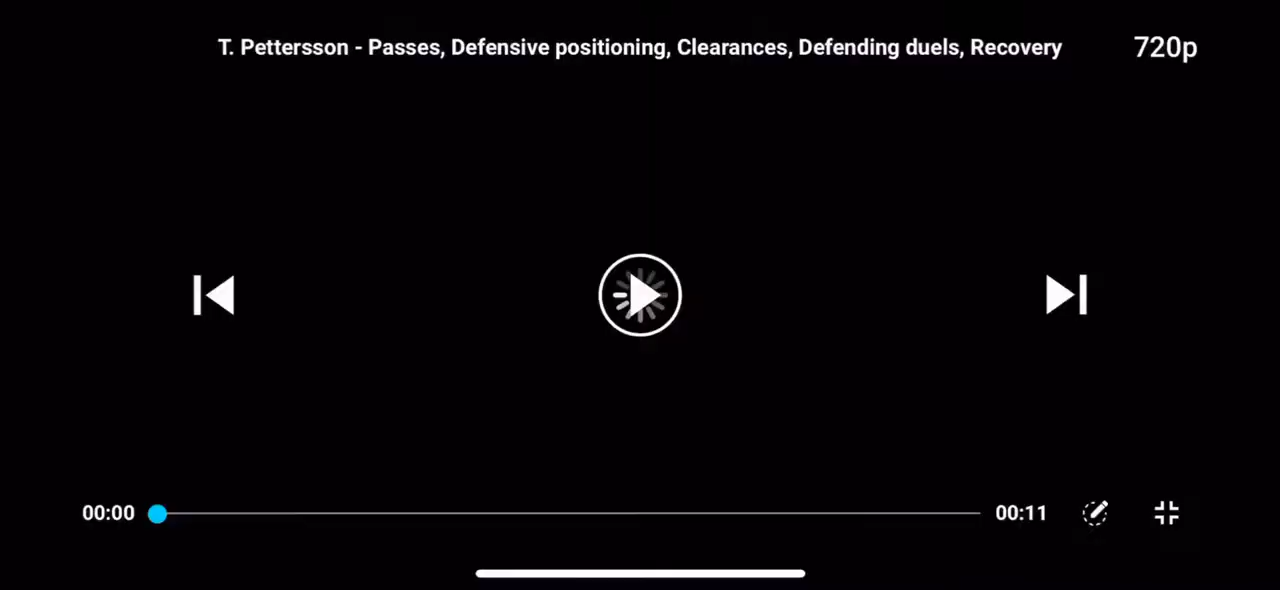 T. Pettersson - Passes, Defensive positioning, Clearances, Defending duels, Recovery
720p
00:00
00:11